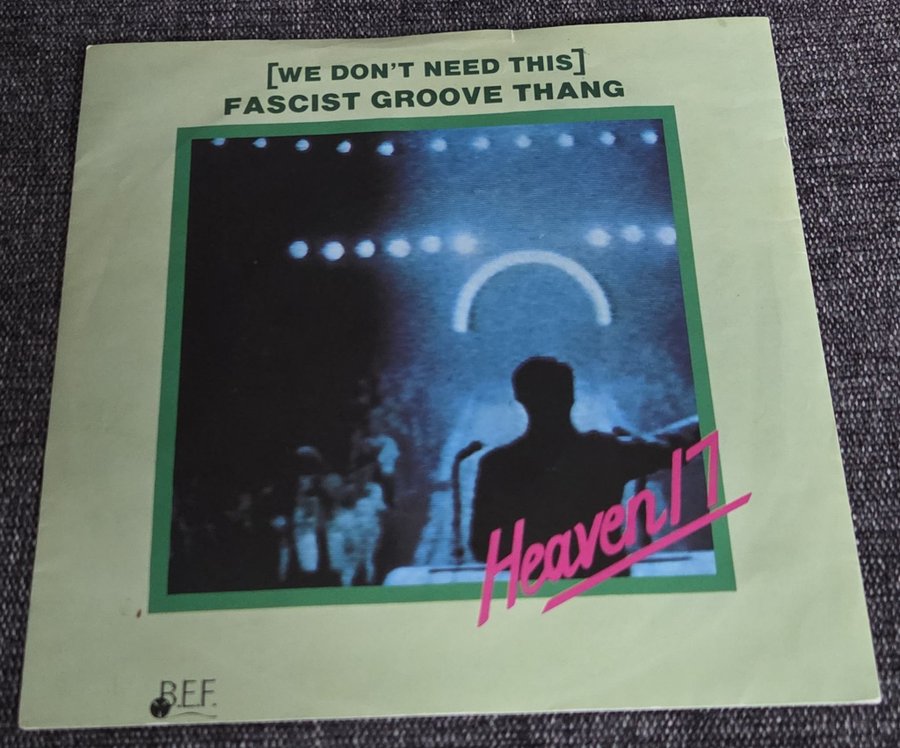 [WE DON'T NEED THIS]
FASCIST GROOVE THANG
Heaven 17
B.E.F.